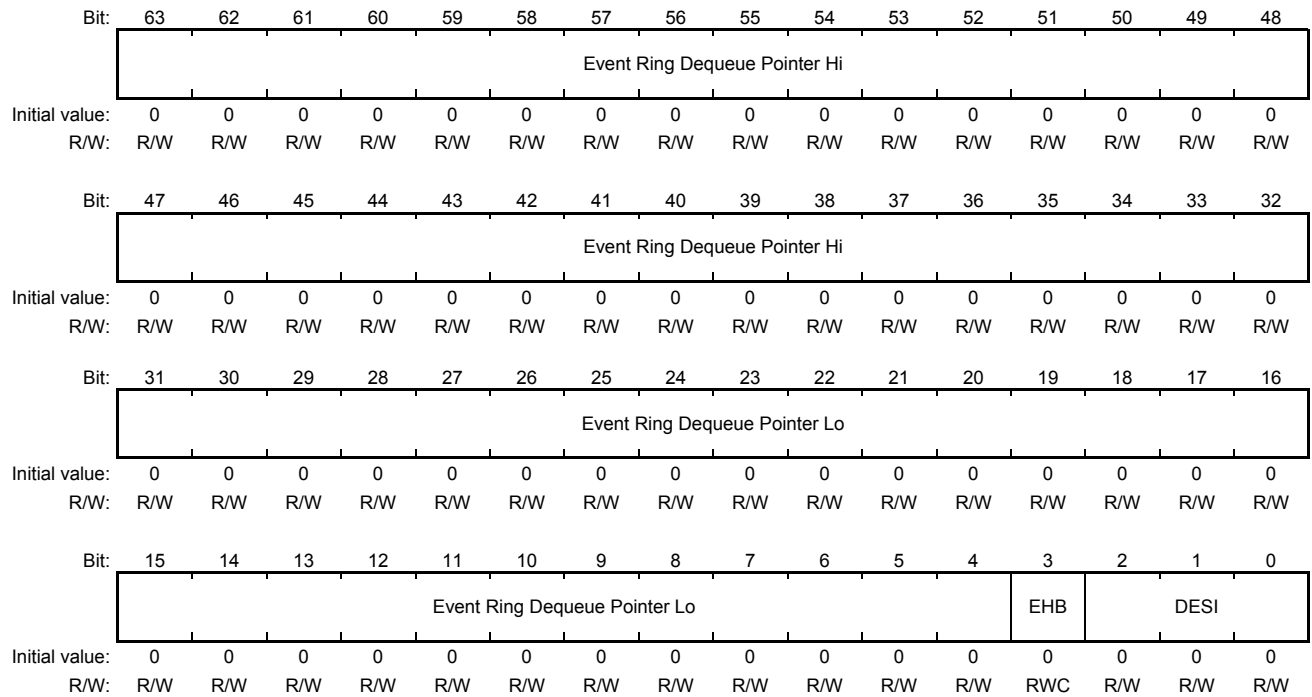 Bit: 63 62 61 60 59 58 57 56 55 54 53 52 51 50 49 48
Event Ring Dequeue Pointer Hi
Initial value: 0 0 0 0 0 0 0 0 0 0 0 0 0 0 0 0
R/W: R/W R/W R/W R/W R/W R/W R/W R/W R/W R/W R/W R/W R/W R/W R/W R/W
Bit: 47 46 45 44 43 42 41 40 39 38 37 36 35 34 33 32
Event Ring Dequeue Pointer Hi
Initial value: 0 0 0 0 0 0 0 0 0 0 0 0 0 0 0 0
R/W: R/W R/W R/W R/W R/W R/W R/W R/W R/W R/W R/W R/W R/W R/W R/W R/W
Bit: 31 30 29 28 27 26 25 24 23 22 21 20 19 18 17 16
Event Ring Dequeue Pointer Lo
Initial value: 0 0 0 0 0 0 0 0 0 0 0 0 0 0 0 0
R/W: R/W R/W R/W R/W R/W R/W R/W R/W R/W R/W R/W R/W R/W R/W R/W R/W
Bit: 15 14 13 12 11 10 9 8 7 6 5 4 3 2 1 0
Event Ring Dequeue Pointer Lo EHB DESI
Initial value: 0 0 0 0 0 0 0 0 0 0 0 0 0 0 0 0
R/W: R/W R/W R/W R/W R/W R/W R/W R/W R/W R/W R/W R/W RWC R/W R/W R/W